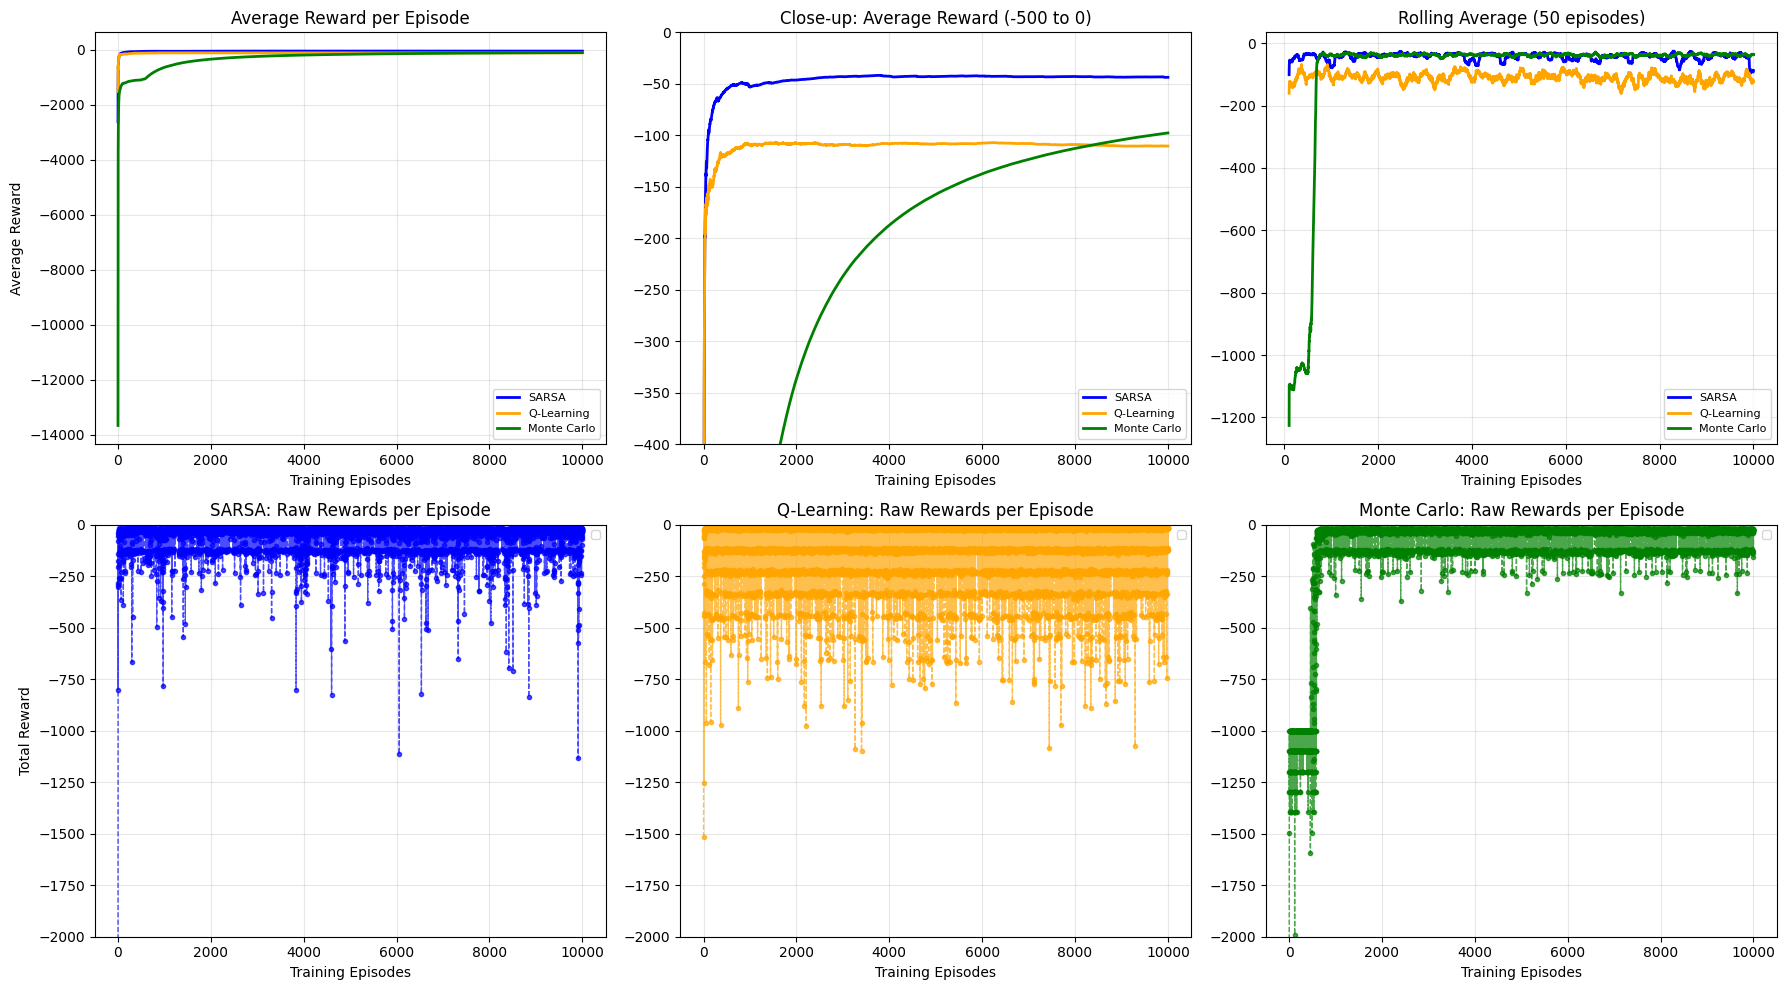 Average Reward per Episode
Average Reward
0
−2000
−4000
−6000
−8000
−10000
−12000
−14000
SARSA
Q-Learning
Monte Carlo
0 2000 4000 6000 8000 10000
Training Episodes
Close-up: Average Reward (-500 to 0)
0
−50
−100
−150
−200
−250
−300
−350
−400
SARSA
Q-Learning
Monte Carlo
0 2000 4000 6000 8000 10000
Training Episodes
Rolling Average (50 episodes)
0
−200
−400
−600
−800
−1000
−1200
SARSA
Q-Learning
Monte Carlo
0 2000 4000 6000 8000 10000
Training Episodes
SARSA: Raw Rewards per Episode
Total Reward
0
−250
−500
−750
−1000
−1250
−1500
−1750
−2000
0 2000 4000 6000 8000 10000
Training Episodes
Q-Learning: Raw Rewards per Episode
0
−250
−500
−750
−1000
−1250
−1500
−1750
−2000
0 2000 4000 6000 8000 10000
Training Episodes
Monte Carlo: Raw Rewards per Episode
0
−250
−500
−750
−1000
−1250
−1500
−1750
−2000
0 2000 4000 6000 8000 10000
Training Episodes